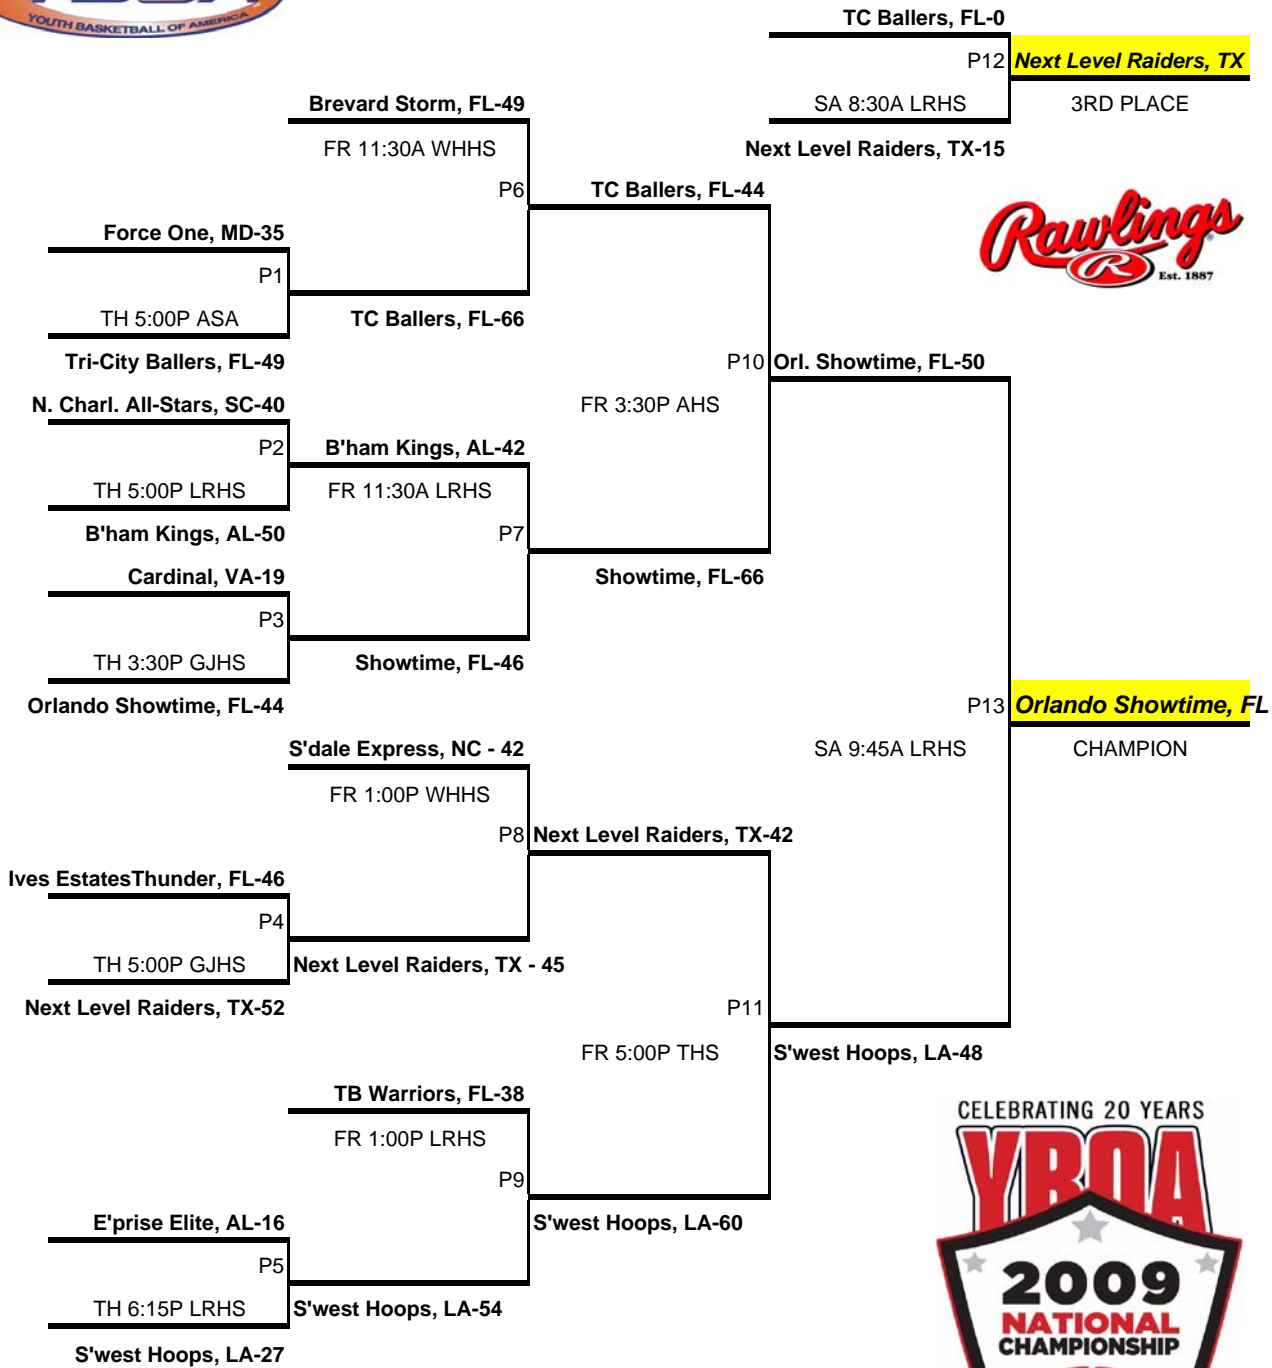 YOUTH BASKETBALL OF AMERICA
TC Ballers, FL-0
P12 Next Level Raiders, TX
Brevard Storm, FL-49
SA 8:30A LRHS
3RD PLACE
FR 11:30A WHHS
Next Level Raiders, TX-15
P6
TC Ballers, FL-44
Rawlings
R
Est. 1887
Force One, MD-35
P1
TH 5:00P ASA
TC Ballers, FL-66
Tri-City Ballers, FL-49
P10 Orl. Showtime, FL-50
N. Charl. All-Stars, SC-40
FR 3:30P AHS
P2
B'ham Kings, AL-42
TH 5:00P LRHS
FR 11:30A LRHS
B'ham Kings, AL-50
P7
Cardinal, VA-19
Showtime, FL-66
P3
TH 3:30P GJHS
Showtime, FL-46
Orlando Showtime, FL-44
P13 Orlando Showtime, FL
S'dale Express, NC - 42
SA 9:45A LRHS
CHAMPION
FR 1:00P WHHS
P8 Next Level Raiders, TX-42
Ives EstatesThunder, FL-46
P4
TH 5:00P GJHS
Next Level Raiders, TX - 45
Next Level Raiders, TX-52
P11
FR 5:00P THS
S'west Hoops, LA-48
TB Warriors, FL-38
FR 1:00P LRHS
CELEBRATING 20 YEARS
YBOA
P9
E'prise Elite, AL-16
S'west Hoops, LA-60
P5
2009
TH 6:15P LRHS
S'west Hoops, LA-54
NATIONAL
CHAMPIONSHIP
S'west Hoops, LA-27